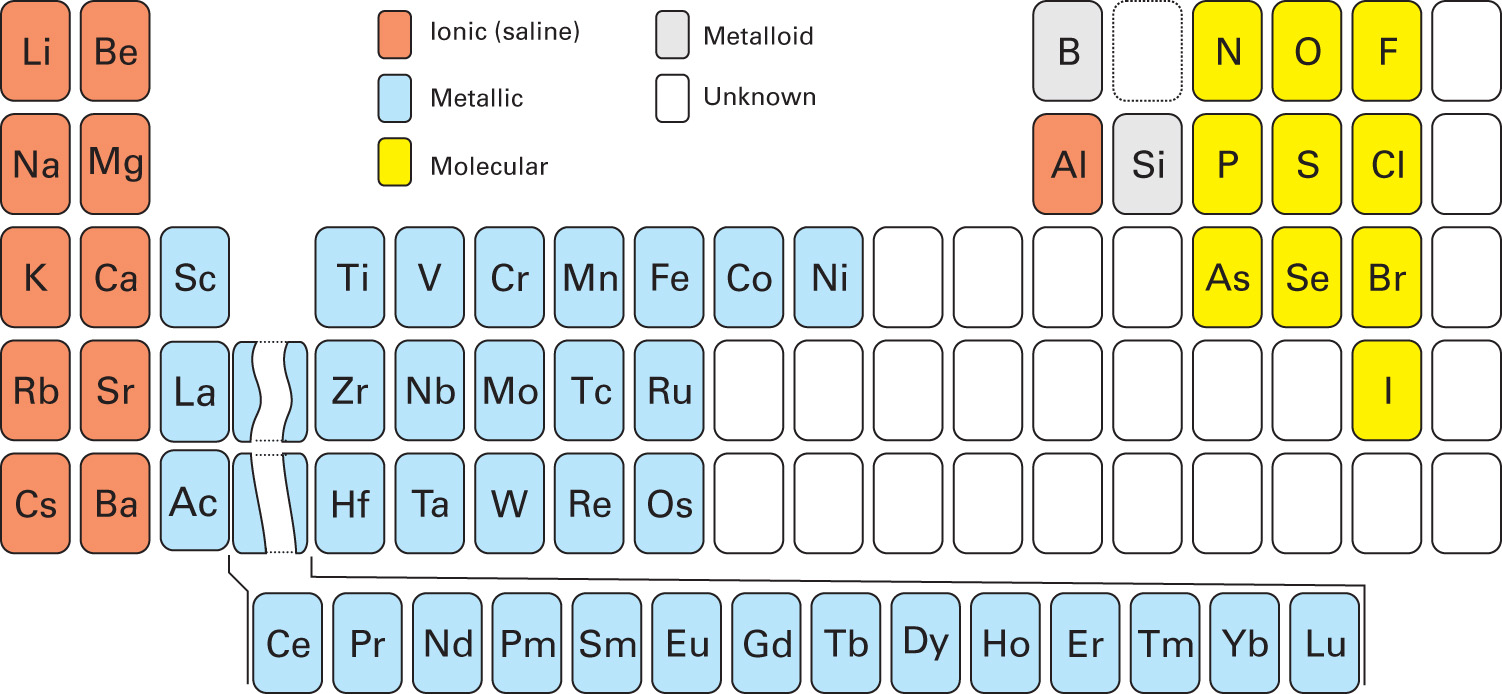 Ionic (saline)
Metallic
Molecular
Metalloid
Unknown
Li Be B N O F
Na Mg Al Si P S Cl
K Ca Sc Ti V Cr Mn Fe Co Ni As Se Br
Rb Sr La Zr Nb Mo Tc Ru I
Cs Ba Ac Hf Ta W Re Os
Ce Pr Nd Pm Sm Eu Gd Tb Dy Ho Er Tm Yb Lu